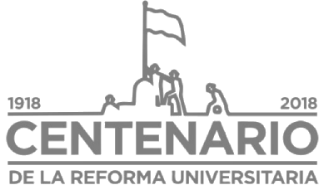 1918 2018
CENTENARIO
DE LA REFORMA UNIVERSITARIA